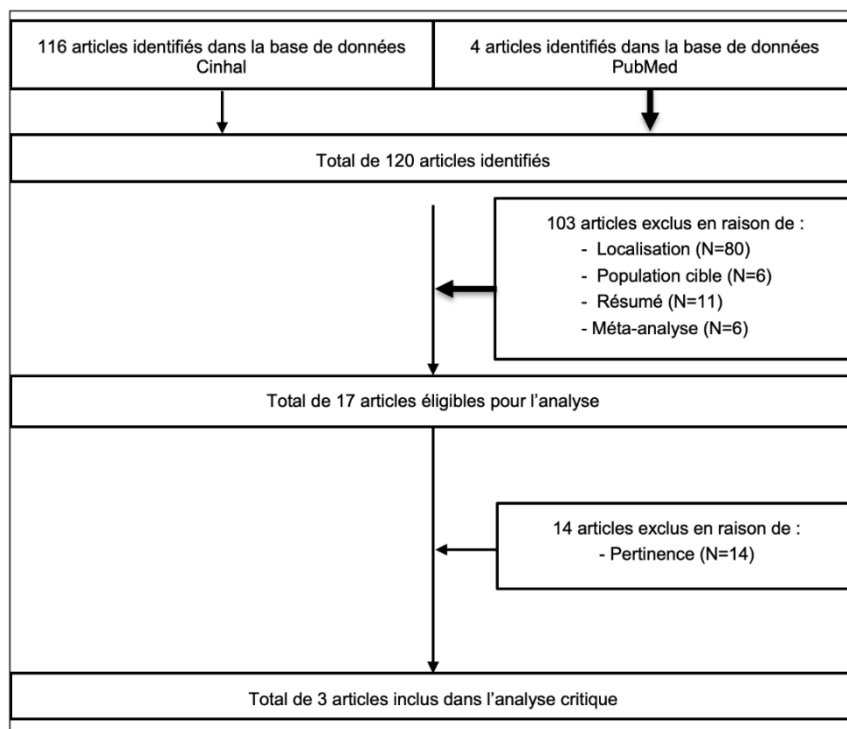 116 articles identifiés dans la base de données
Cinhal
4 articles identifiés dans la base de données
PubMed
Total de 120 articles identifiés
103 articles exclus en raison de :
- Localisation (N=80)
- Population cible (N=6)
- Résumé (N=11)
- Méta-analyse (N=6)
Total de 17 articles éligibles pour l'analyse
14 articles exclus en raison de :
- Pertinence (N=14)
Total de 3 articles inclus dans l'analyse critique